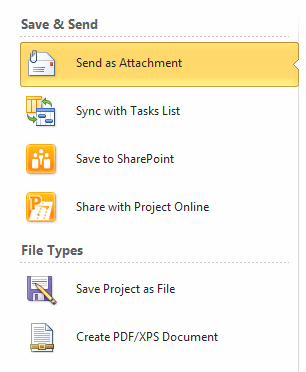 Save & Send
Send as Attachment
Sync with Tasks List
Save to SharePoint
Share with Project Online
File Types
Save Project as File
Create PDF/XPS Document